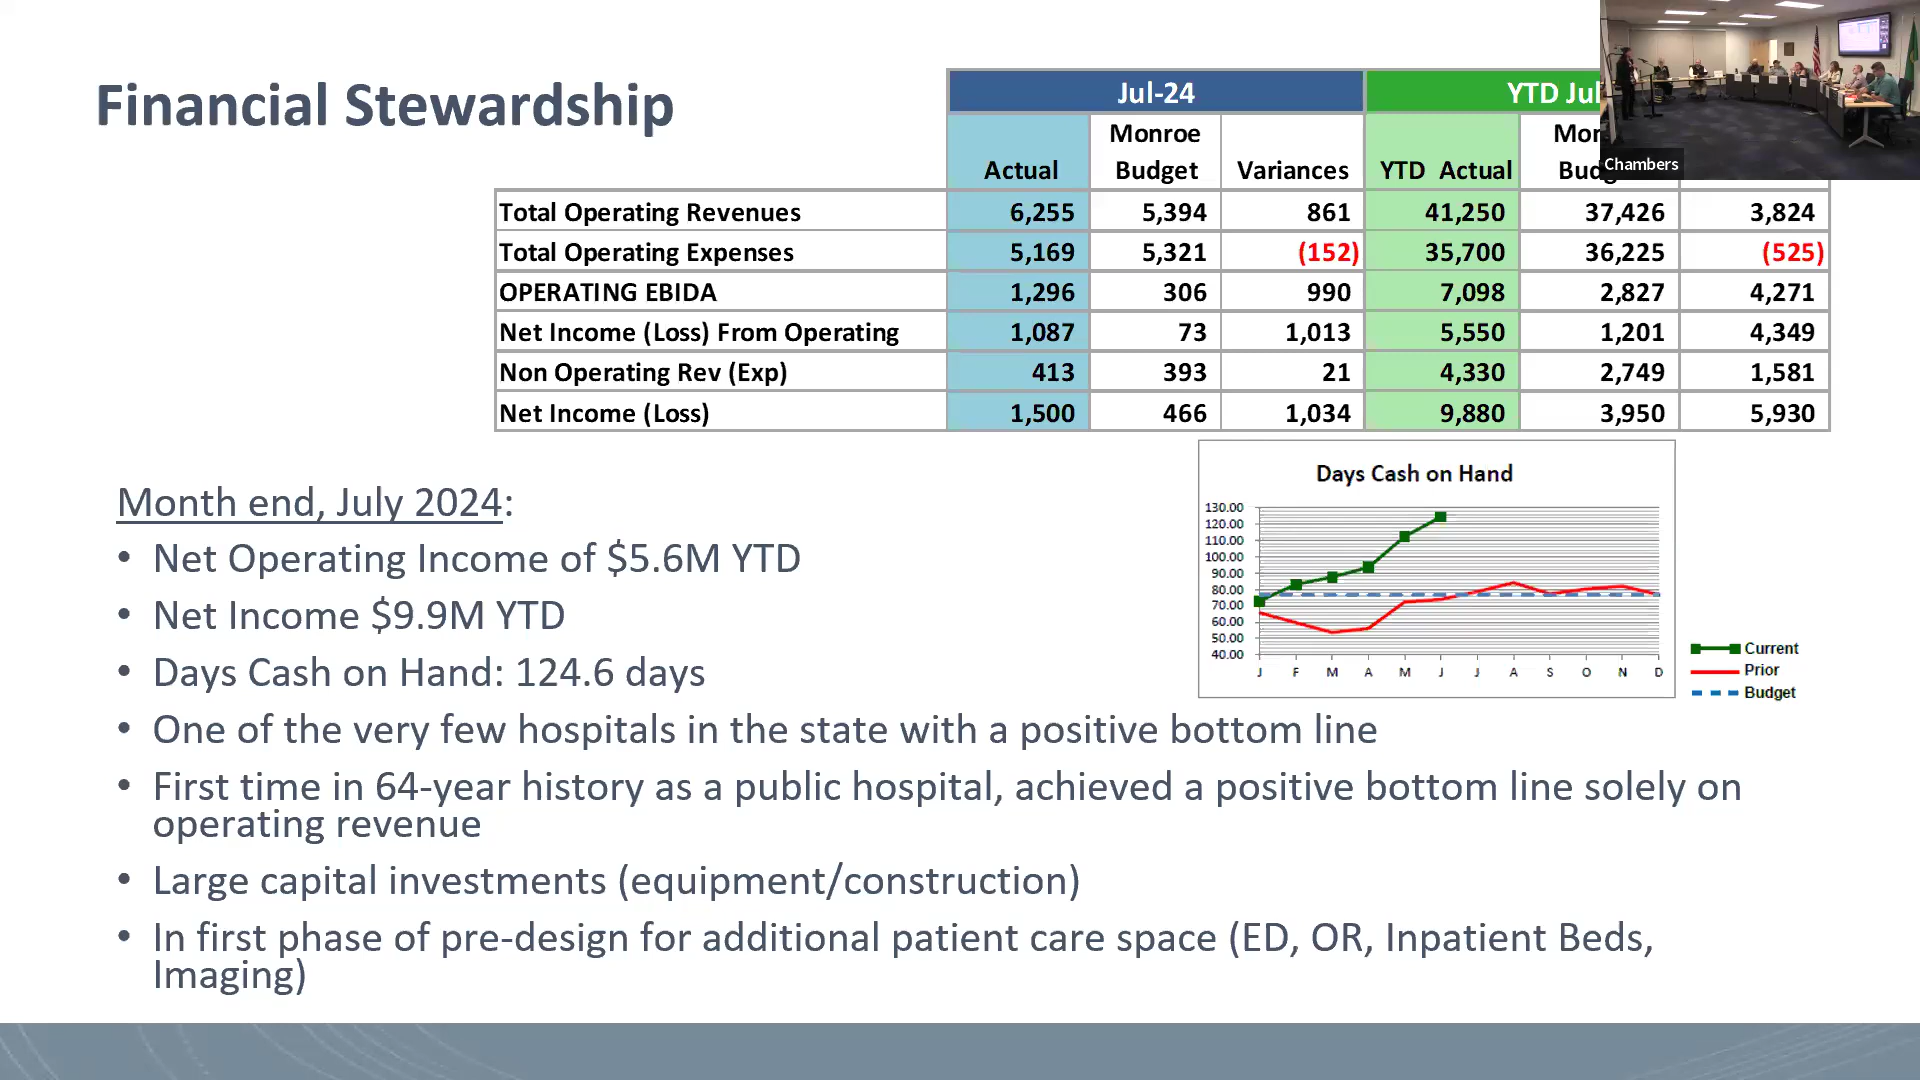 Financial Stewardship
Jul-24 YTD Jul
Actual Monroe Budget Variances YTD Actual
Total Operating Revenues 6,255 5,394 861 41,250 37,426 3,824
Total Operating Expenses 5,169 5,321 (152) 35,700 36,225 (525)
OPERATING EBIDA 1,296 306 990 7,098 2,827 4,271
Net Income (Loss) From Operating 1,087 73 1,013 5,550 1,201 4,349
Non Operating Rev (Exp) 413 393 21 4,330 2,749 1,581
Net Income (Loss) 1,500 466 1,034 9,880 3,950 5,930
Chambers
Days Cash on Hand
130.00
120.00
110.00
100.00
90.00
80.00
70.00
60.00
50.00
40.00
J F M A M J J A S O N D
Current
Prior
Budget
Month end, July 2024:
• Net Operating Income of $5.6M YTD
• Net Income $9.9M YTD
• Days Cash on Hand: 124.6 days
• One of the very few hospitals in the state with a positive bottom line
• First time in 64-year history as a public hospital, achieved a positive bottom line solely on
operating revenue
• Large capital investments (equipment/construction)
• In first phase of pre-design for additional patient care space (ED, OR, Inpatient Beds,
Imaging)